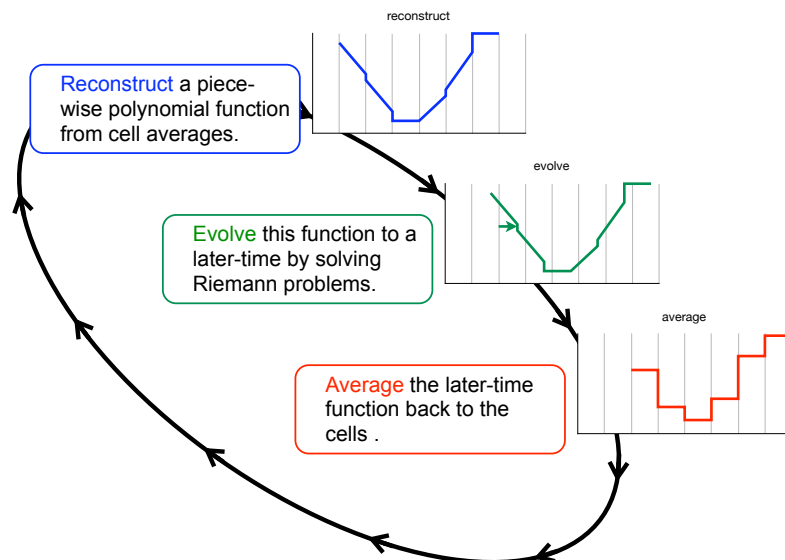 reconstruct
Reconstruct a piece-
wise polynomial function
from cell averages.
evolve
Evolve this function to a
later-time by solving
Riemann problems.
average
Average the later-time
function back to the
cells .